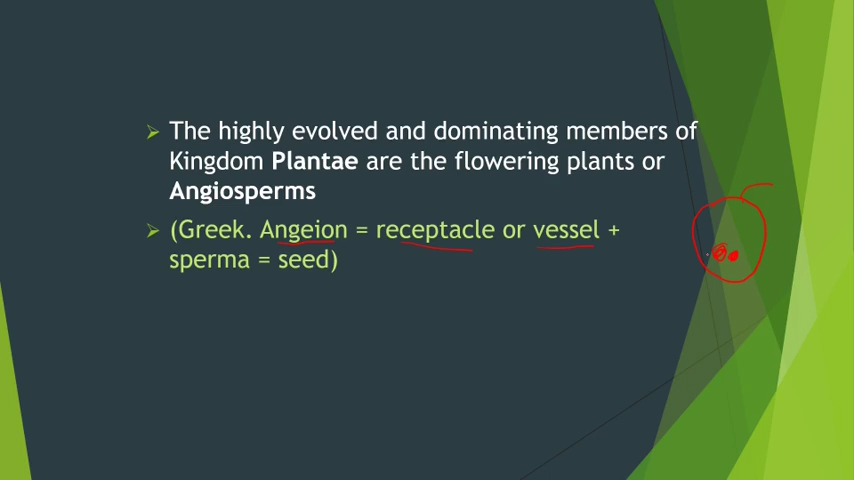 The highly evolved and dominating members of
Kingdom Plantae are the flowering plants or
Angiosperms
(Greek. Angeion = receptacle or vessel +
sperma = seed)